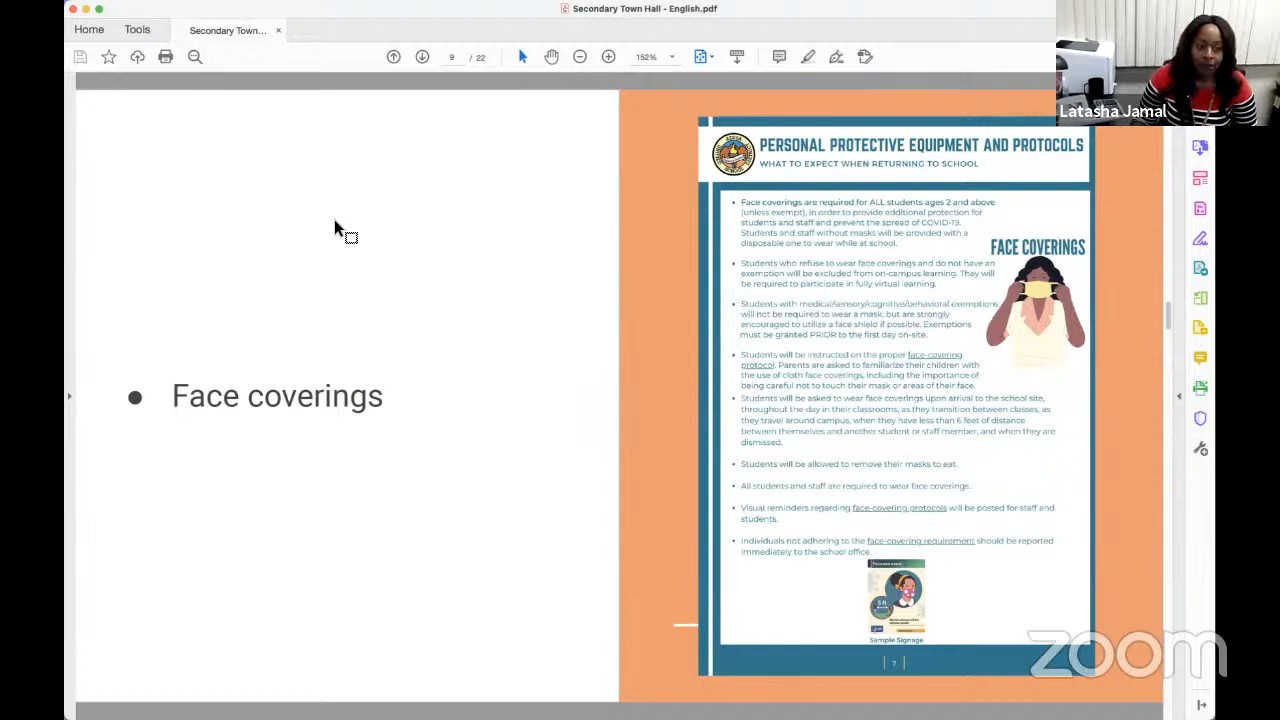 Secondary Town Hall - English.pdf
Home Tools Secondary Town... ×
9 / 22 152%
Latasha Jamal
Face coverings
PERSONAL PROTECTIVE EQUIPMENT AND PROTOCOLS
WHAT TO EXPECT WHEN RETURNING TO SCHOOL
• Face coverings are required for ALL students ages 2 and above
(unless exempt), in order to provide additional protection for
students and staff and prevent the spread of COVID-19.
Students and staff without masks will be provided with a
disposable one to wear while at school.
FACE COVERINGS
• Students who refuse to wear face coverings and do not have an
exemption will be excluded from on-campus learning. They will
be required to participate in fully virtual learning.
• Students with medical/sensory/cognitive/behavioral exemptions
will not be required to wear a mask, but are strongly
encouraged to utilize a face shield if possible. Exemptions
must be granted PRIOR to the first day on-site.
• Students will be instructed on the proper face-covering
protocol. Parents are asked to familiarize their children with
the use of cloth face coverings, including the importance of
being careful not to touch their mask or areas of their face.
• Students will be asked to wear face coverings upon arrival to the school site,
throughout the day in their classrooms, as they transition between classes, as
they travel around campus, when they have less than 6 feet of distance
between themselves and another student or staff member, and when they are
dismissed.
• Students will be allowed to remove their masks to eat.
• All students and staff are required to wear face coverings.
• Visual reminders regarding face-covering protocols will be posted for staff and
students.
• Individuals not adhering to the face-covering requirement should be reported
immediately to the school office.
Sample Signage
7
zoom